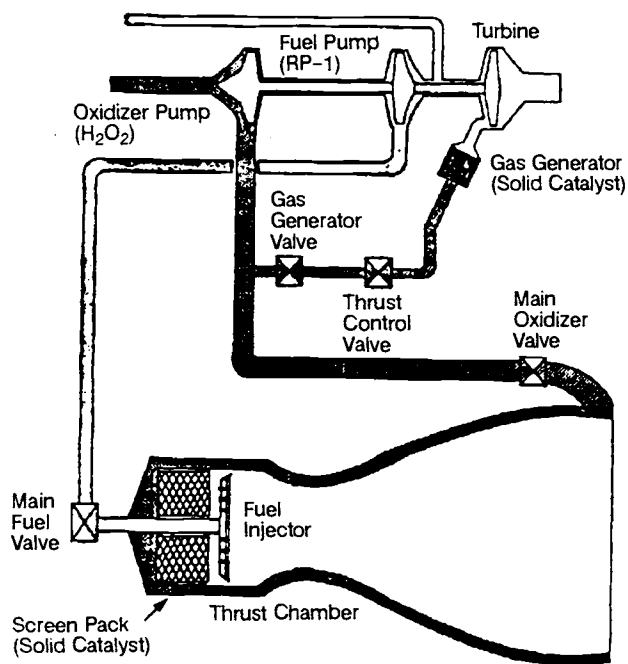 Fuel Pump
(RP-1)
Turbine
Oxidizer Pump
(H₂O₂)
Gas Generator
(Solid Catalyst)
Gas
Generator
Valve
Thrust
Control
Valve
Main
Oxidizer
Valve
Main
Fuel
Valve
Fuel
Injector
Thrust Chamber
Screen Pack
(Solid Catalyst)